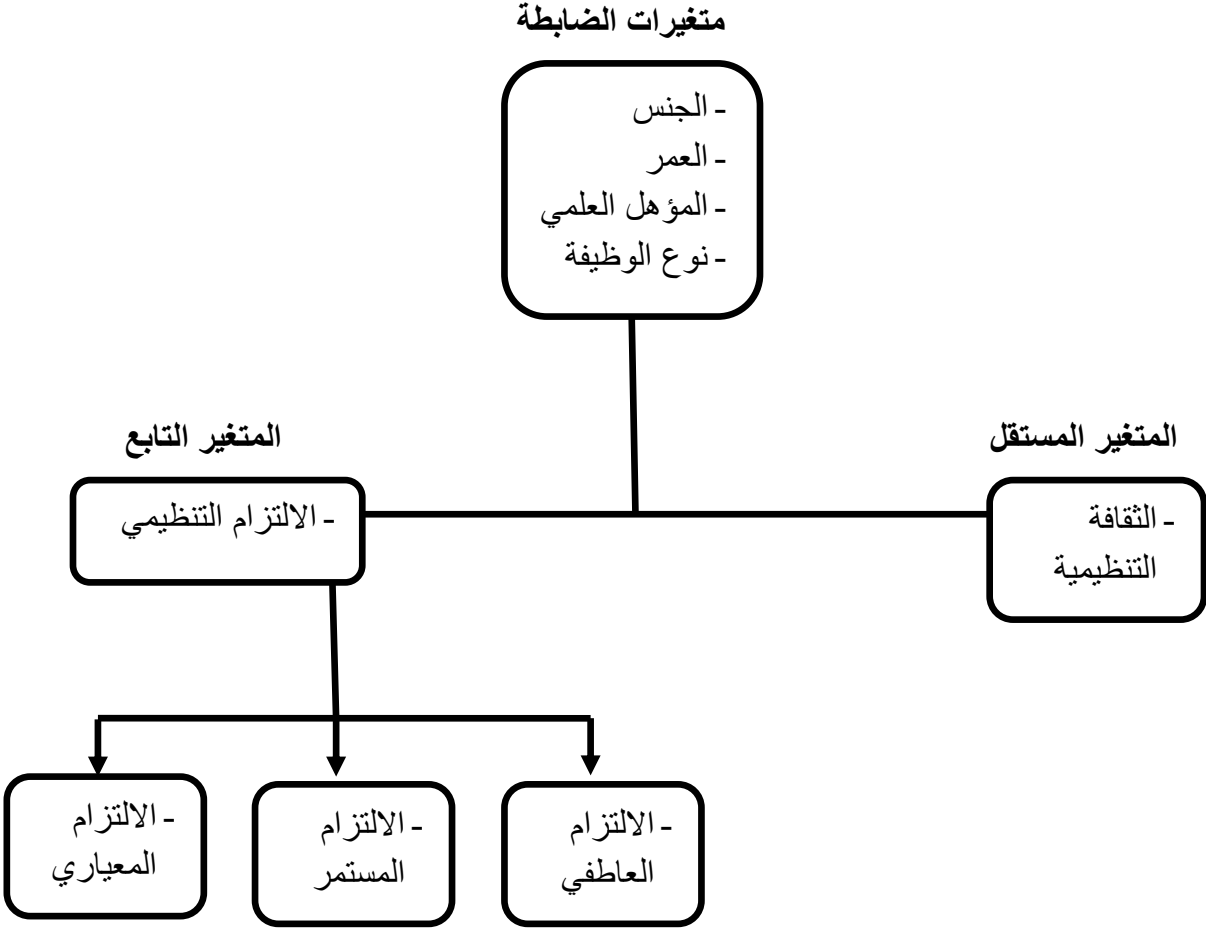 متغيرات الضابطة
- الجنس
- العمر
- المؤهل العلمي
- نوع الوظيفة
المتغير المستقل
- الثقافة
التنظيمية
المتغير التابع
- الالتزام التنظيمي
- الالتزام
العاطفي
- الالتزام
المستمر
- الالتزام
المعياري